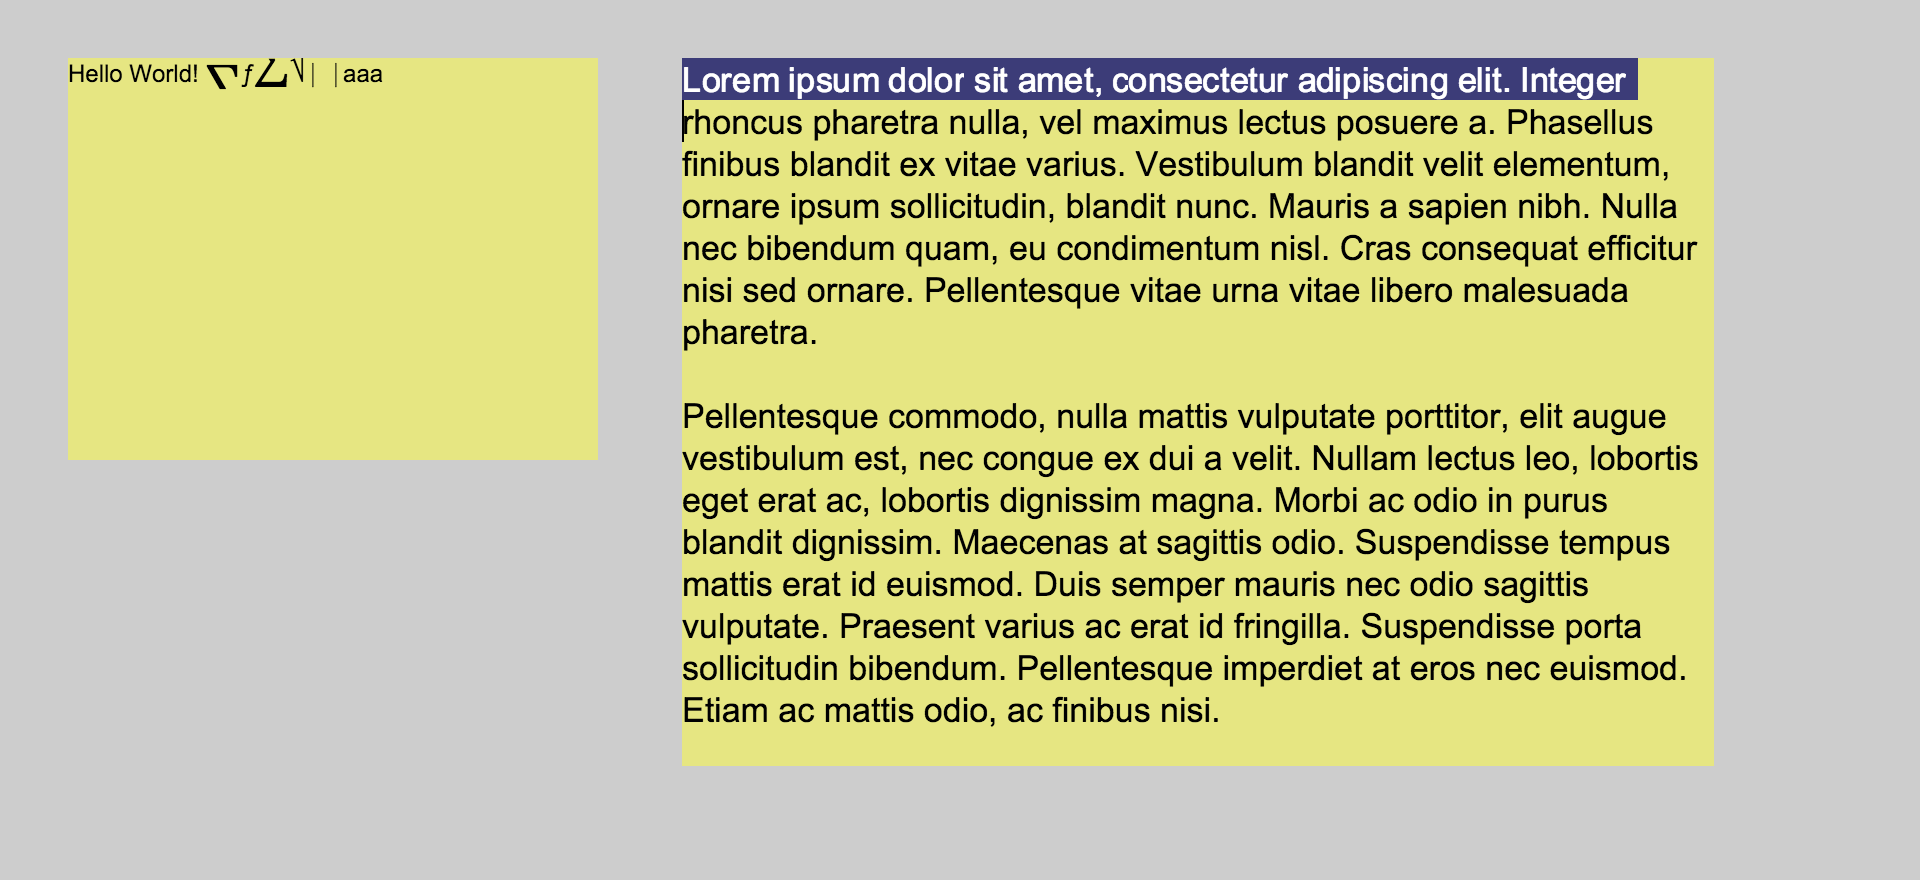 Hello World! ƒ aaa
Lorem ipsum dolor sit amet, consectetur adipiscing elit. Integer
rhoncus pharetra nulla, vel maximus lectus posuere a. Phasellus
finibus blandit ex vitae varius. Vestibulum blandit velit elementum,
ornare ipsum sollicitudin, blandit nunc. Mauris a sapien nibh. Nulla
nec bibendum quam, eu condimentum nisl. Cras consequat efficitur
nisi sed ornare. Pellentesque vitae urna vitae libero malesuada
pharetra.
Pellentesque commodo, nulla mattis vulputate porttitor, elit augue
vestibulum est, nec congue ex dui a velit. Nullam lectus leo, lobortis
eget erat ac, lobortis dignissim magna. Morbi ac odio in purus
blandit dignissim. Maecenas at sagittis odio. Suspendisse tempus
mattis erat id euismod. Duis semper mauris nec odio sagittis
vulputate. Praesent varius ac erat id fringilla. Suspendisse porta
sollicitudin bibendum. Pellentesque imperdiet at eros nec euismod.
Etiam ac mattis odio, ac finibus nisi.